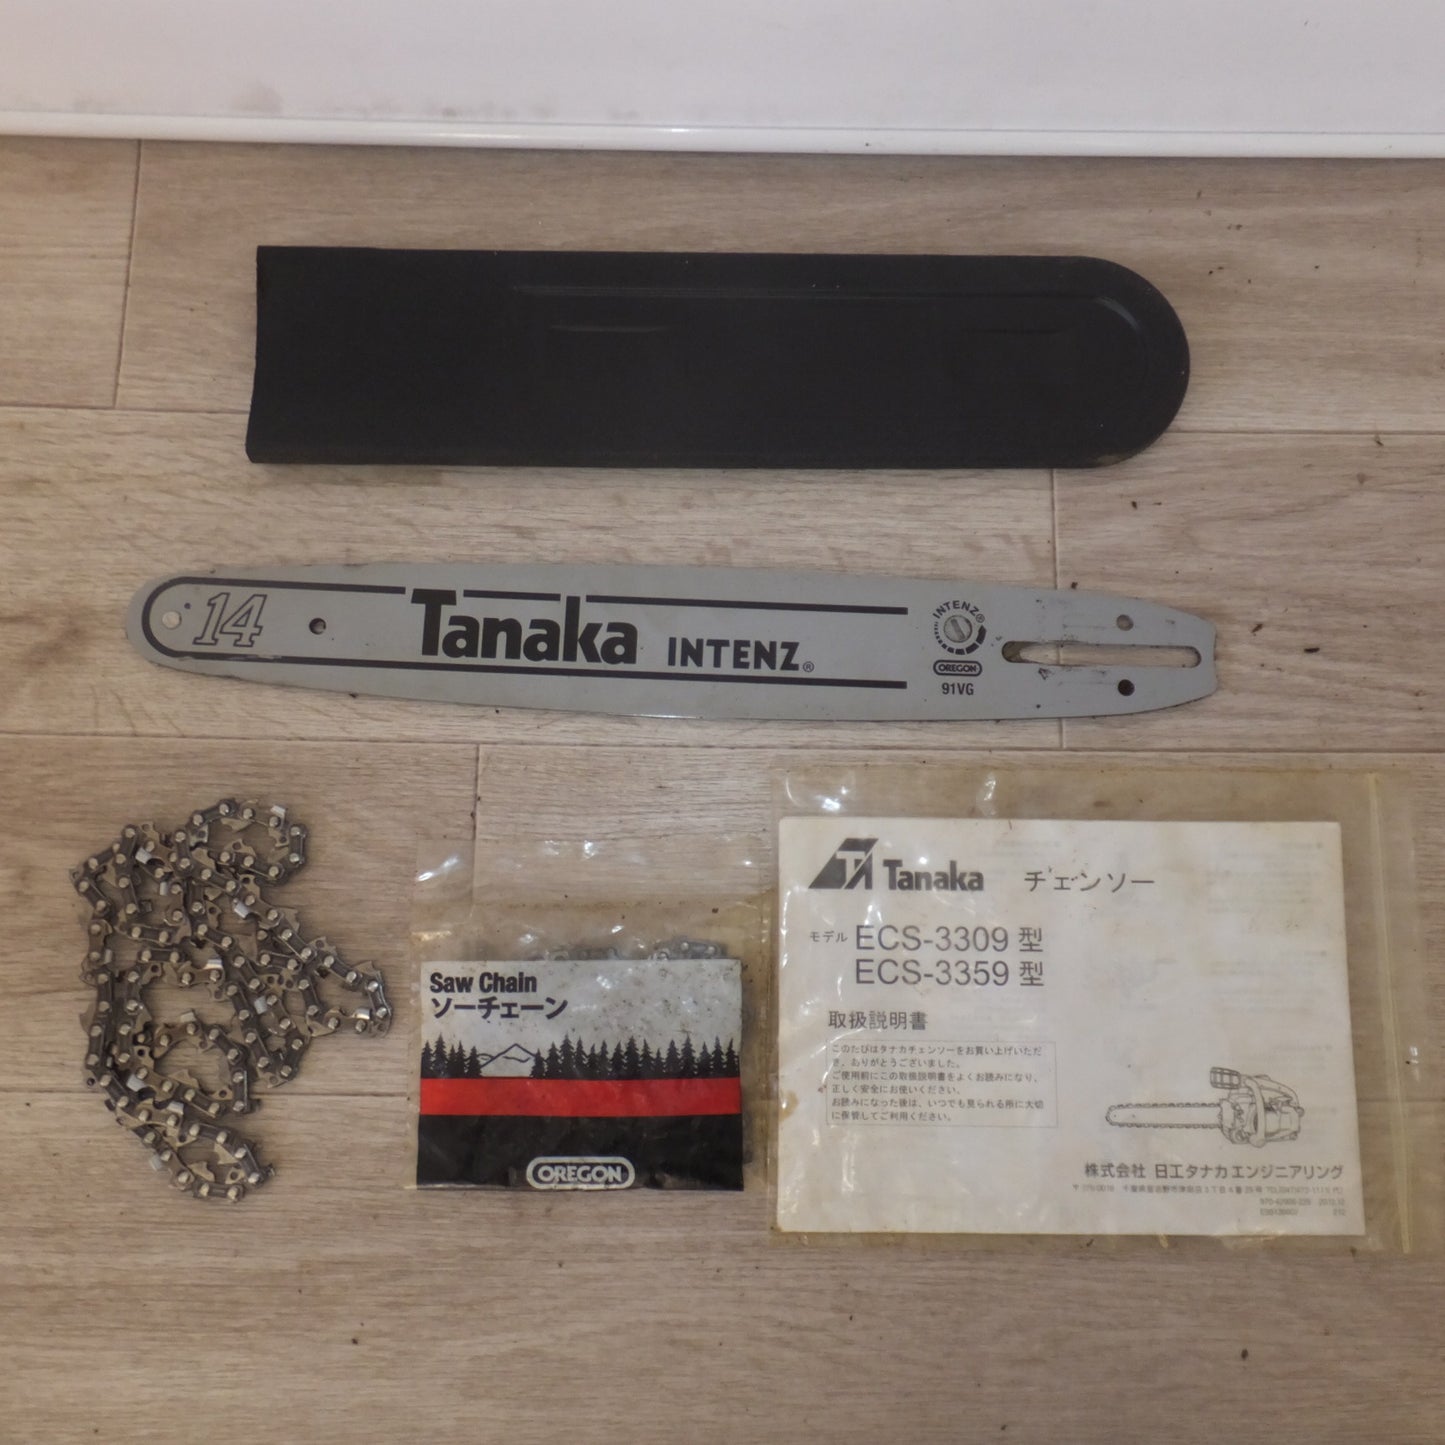 14
Tanaka INTENZ®
INTENZ®
OREGON
91VG
Saw Chain
ソーチェーン
OREGON
Tanaka チェンソー
モデル ECS-3309 型
ECS-3359 型
取扱説明書
このたびはタナカチェンソーをお買い上げいただ
き、ありがとうございました。
ご使用前にこの取扱説明書をよくお読みになり、
正しく安全にお使いください。
お読みになった後は、いつでも見られる所に大切
に保管してご利用ください。
株式会社 日工タナカエンジニアリング